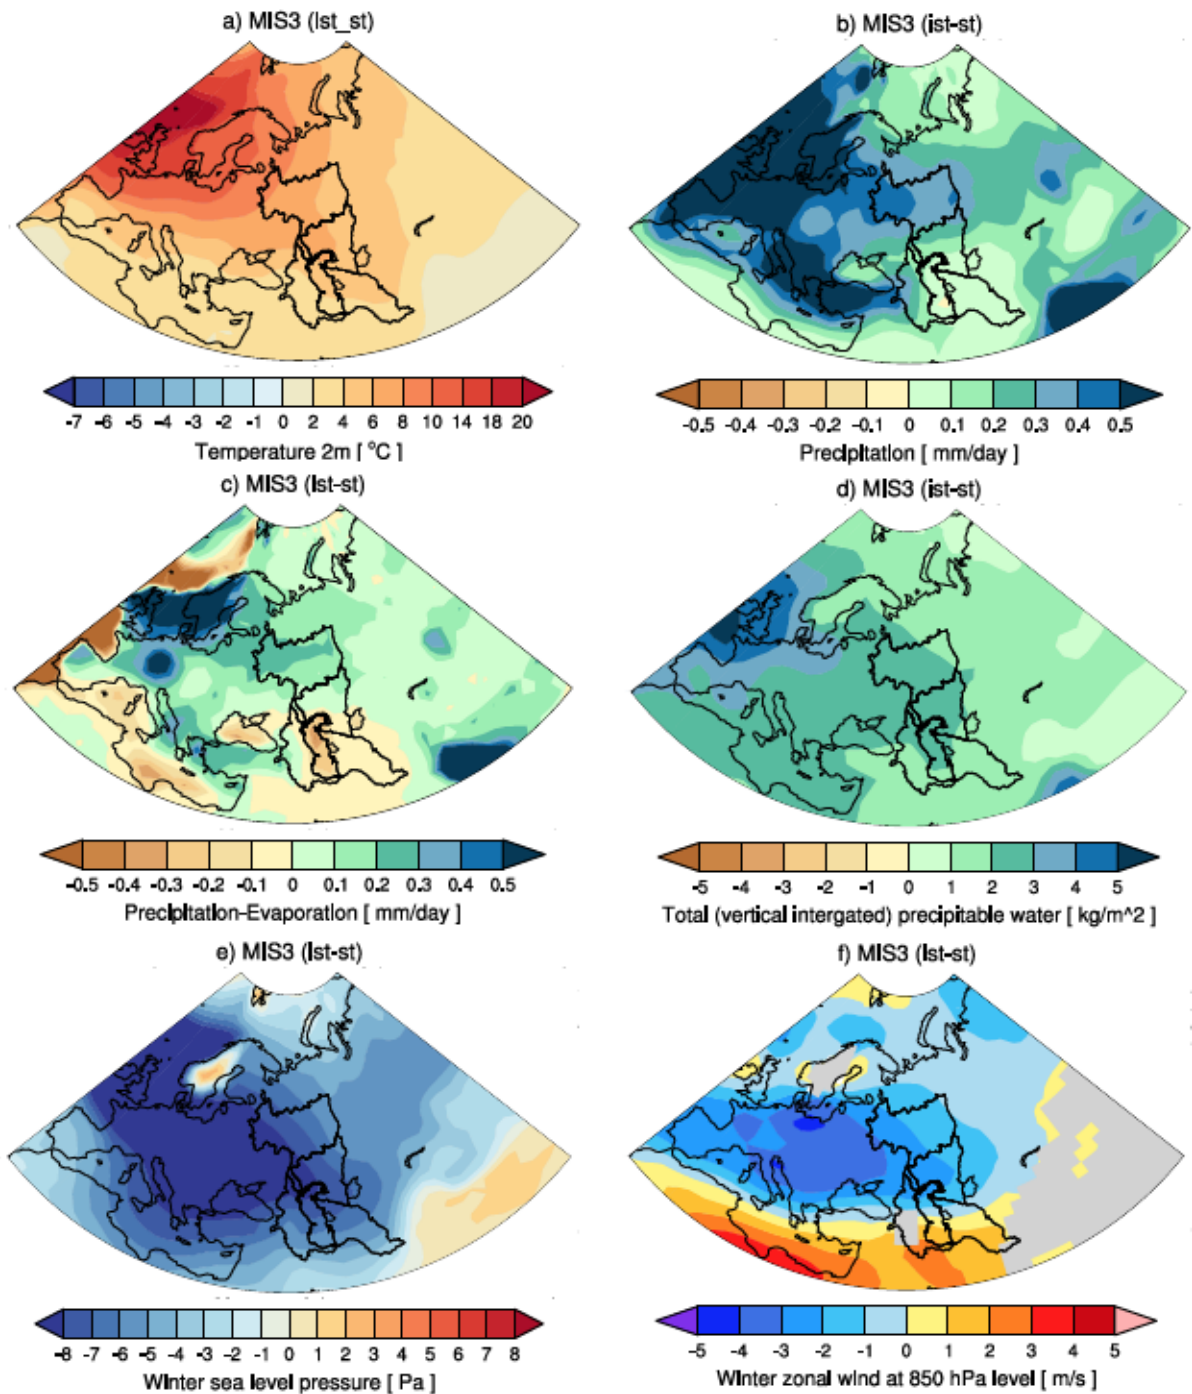 a) MIS3 (Ist_st)
b) MIS3 (ist-st)
-7 -6 -5 -4 -3 -2 -1 0 2 4 6 8 10 14 18 20
Temperature 2m [ °C ]
-0.5 -0.4 -0.3 -0.2 -0.1 0 0.1 0.2 0.3 0.4 0.5
Precipitation [ mm/day ]
c) MIS3 (Ist-st)
d) MIS3 (ist-st)
-0.5 -0.4 -0.3 -0.2 -0.1 0 0.1 0.2 0.3 0.4 0.5
Precipitation-Evaporation [ mm/day ]
-5 -4 -3 -2 -1 0 1 2 3 4 5
Total (vertical intergated) precipitable water [ kg/m^2 ]
e) MIS3 (Ist-st)
f) MIS3 (Ist-st)
-8 -7 -6 -5 -4 -3 -2 -1 0 1 2 3 4 5 6 7 8
Winter sea level pressure [ Pa ]
-5 -4 -3 -2 -1 0 1 2 3 4 5
Winter zonal wind at 850 hPa level [ m/s ]